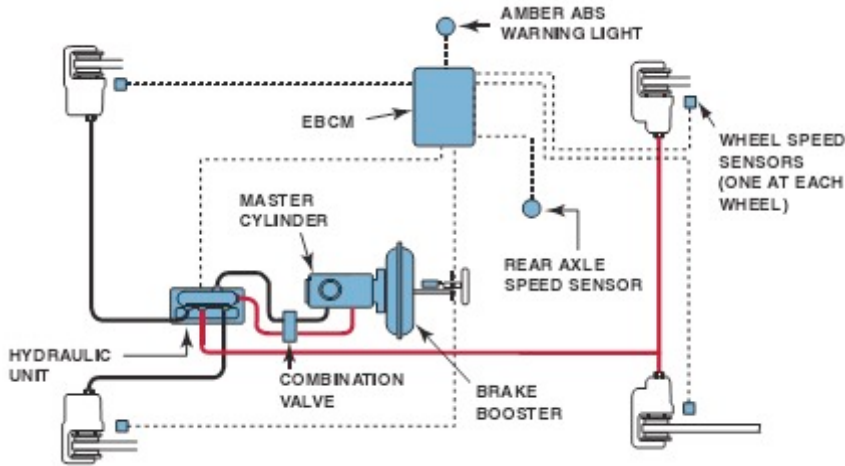 AMBER ABS
WARNING LIGHT
EBCM
WHEEL SPEED
SENSORS
(ONE AT EACH
WHEEL)
MASTER
CYLINDER
REAR AXLE
SPEED SENSOR
HYDRAULIC
UNIT
COMBINATION
VALVE
BRAKE
BOOSTER